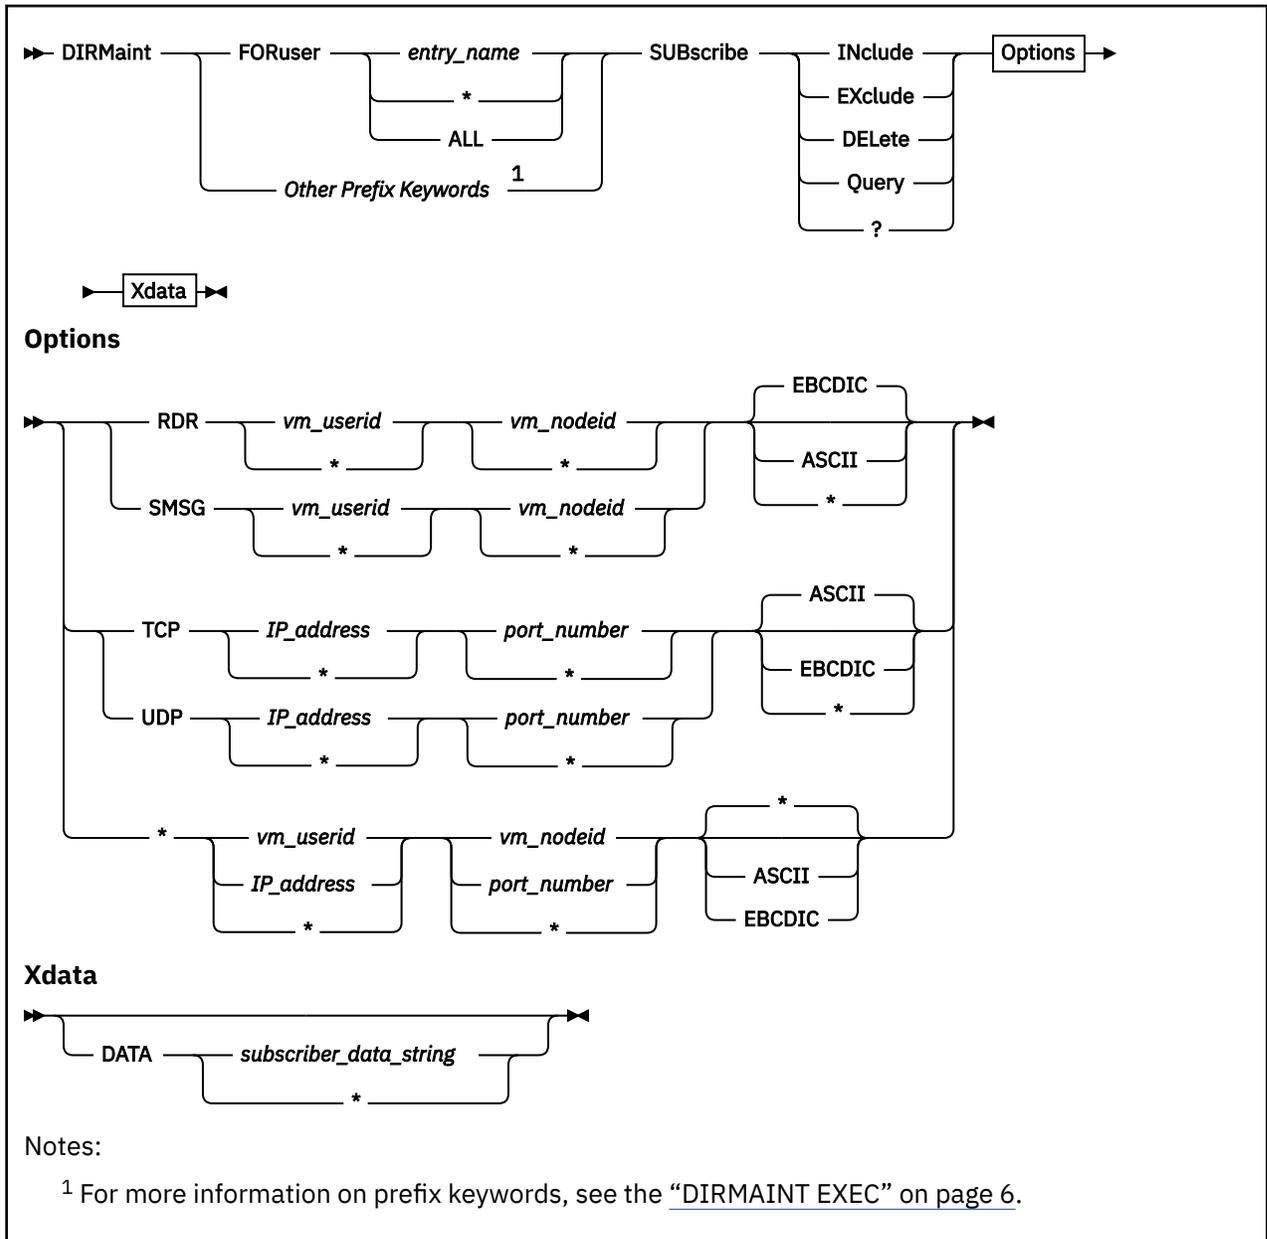 DIRMaint FORuser entry_name SUBscribe INclude Options
* EXclude
ALL DELete
Other Prefix Keywords 1 Query
?
Xdata
Options
EBCDIC
RDR vm_userid vm_nodeid
* * ASCII
SMSG vm_userid vm_nodeid *
* *
ASCII
TCP IP_address port_number
* * EBCDIC
UDP IP_address port_number *
* *
*
* vm_userid vm_nodeid
IP_address port_number ASCII
* * EBCDIC
Xdata
DATA subscriber_data_string
*
Notes:
1 For more information on prefix keywords, see the “DIRMAINT EXEC” on page 6.